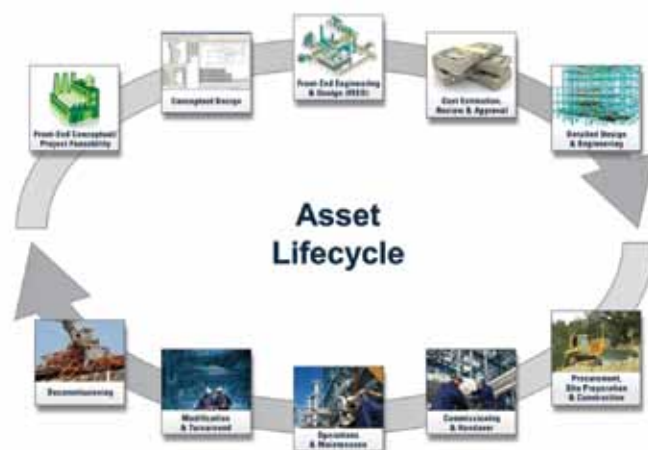 Front-End Conceptual/
Project Feasibility
Conceptual Design
Front-End Engineering
& Design (FEED)
Cost Estimation,
Review & Approval
Detailed Design
& Engineering
Asset
Lifecycle
Decommissioning
Modification
& Turnaround
Operations
& Maintenance
Commissioning
& Handover
Procurement,
Site Preparation
& Construction